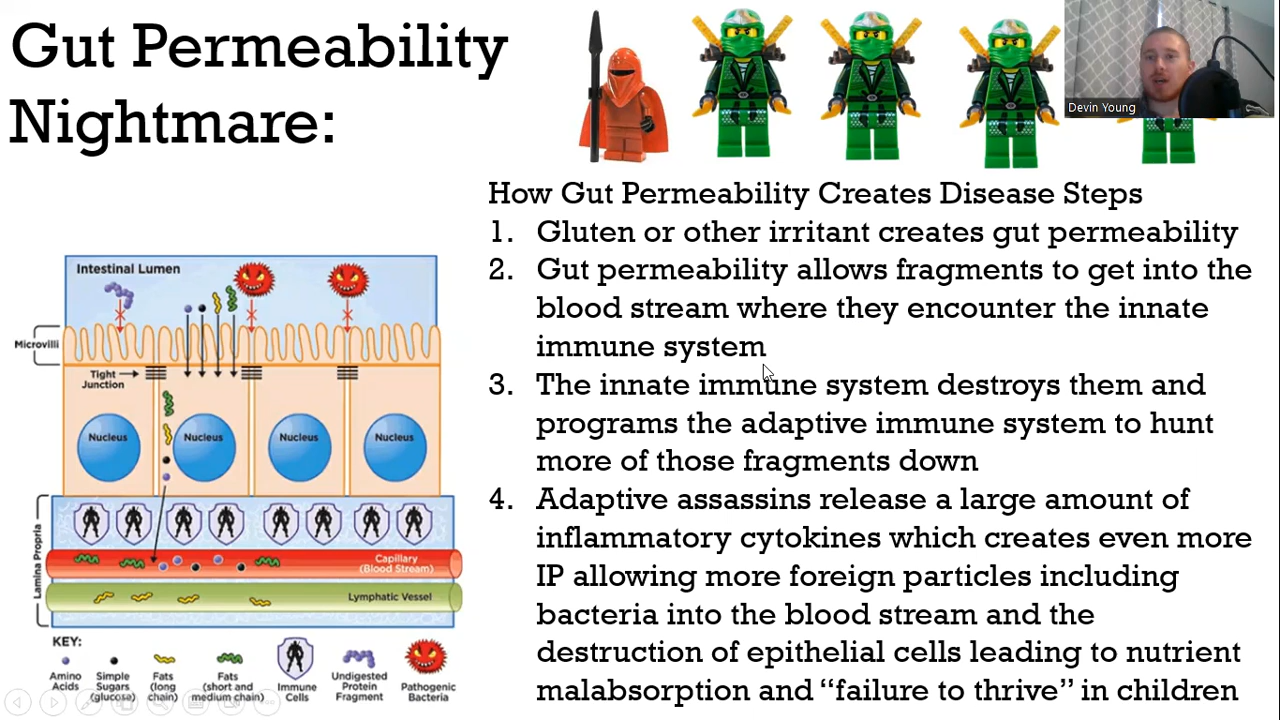 Gut Permeability
Nightmare:
Devin Young
How Gut Permeability Creates Disease Steps
1. Gluten or other irritant creates gut permeability
2. Gut permeability allows fragments to get into the
blood stream where they encounter the innate
immune system
3. The innate immune system destroys them and
programs the adaptive immune system to hunt
more of those fragments down
4. Adaptive assassins release a large amount of
inflammatory cytokines which creates even more
IP allowing more foreign particles including
bacteria into the blood stream and the
destruction of epithelial cells leading to nutrient
malabsorption and “failure to thrive” in children
Intestinal Lumen
Microvilli
Tight
Junction
Nucleus
Nucleus
Nucleus
Nucleus
Lamina Propria
Capillary
(Blood Stream)
Lymphatic Vessel
KEY:
Amino
Acids
Simple
Sugars
(glucose)
Fats
(long
chain)
Fats
(short and
medium chain)
Immune
Cells
Undigested
Protein
Fragment
Pathogenic
Bacteria